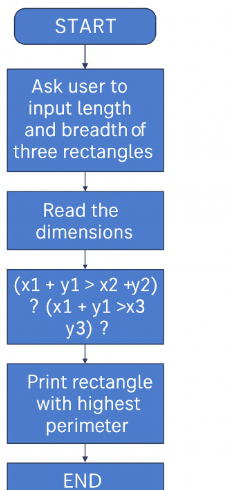 START
Ask user to
input length
and breadth of
three rectangles
Read the
dimensions
(x1 + y1 > x2 +y2)
? (x1 + y1 >x3
y3) ?
Print rectangle
with highest
perimeter
END